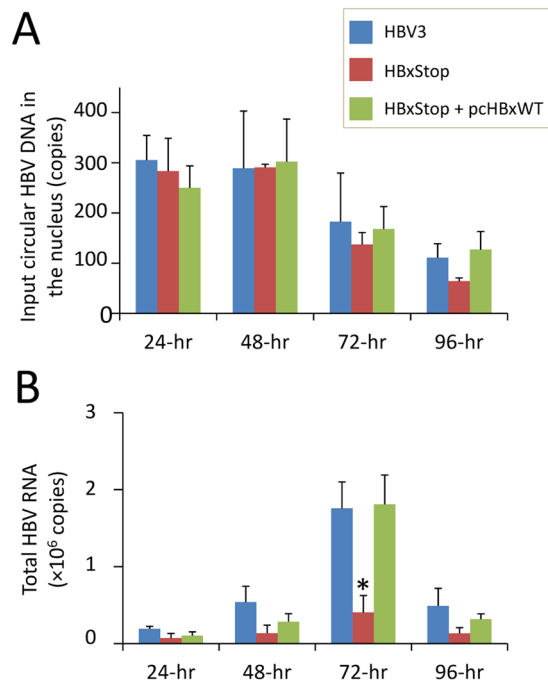 A
HBV3
HBxStop
HBxStop + pcHBxWT
Input circular HBV DNA in
the nucleus (copies)
400
300
200
100
0
24-hr 48-hr 72-hr 96-hr
B
Total HBV RNA
(×10⁶ copies)
3
2
1
0
*
24-hr 48-hr 72-hr 96-hr